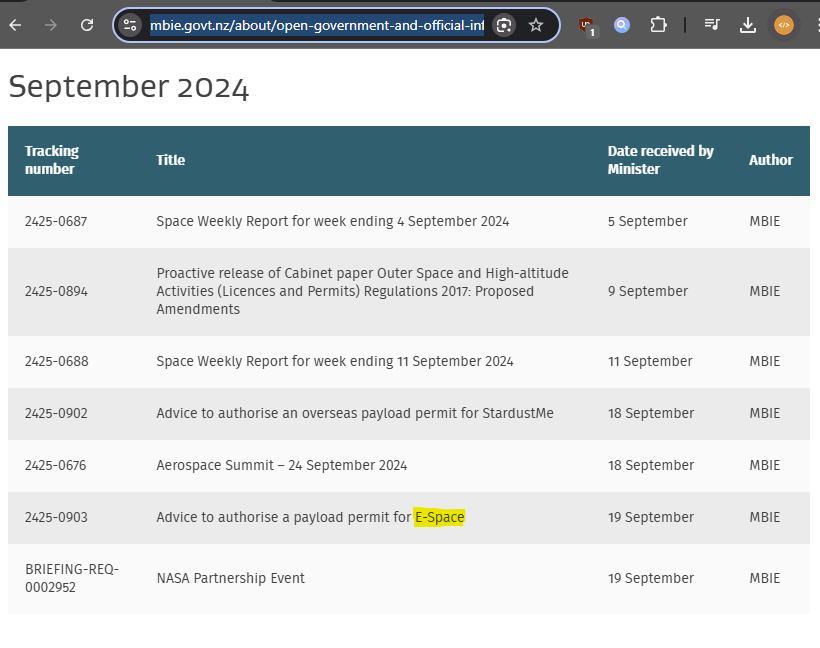 mbie.govt.nz/about/open-government-and-official-inf
1
September 2024
Tracking
number
Title
Date received by
Minister
Author
2425-0687
Space Weekly Report for week ending 4 September 2024
5 September
MBIE
2425-0894
Proactive release of Cabinet paper Outer Space and High-altitude
Activities (Licences and Permits) Regulations 2017: Proposed
Amendments
9 September
MBIE
2425-0688
Space Weekly Report for week ending 11 September 2024
11 September
MBIE
2425-0902
Advice to authorise an overseas payload permit for StardustMe
18 September
MBIE
2425-0676
Aerospace Summit – 24 September 2024
18 September
MBIE
2425-0903
Advice to authorise a payload permit for E-Space
19 September
MBIE
BRIEFING-REQ-
0002952
NASA Partnership Event
19 September
MBIE